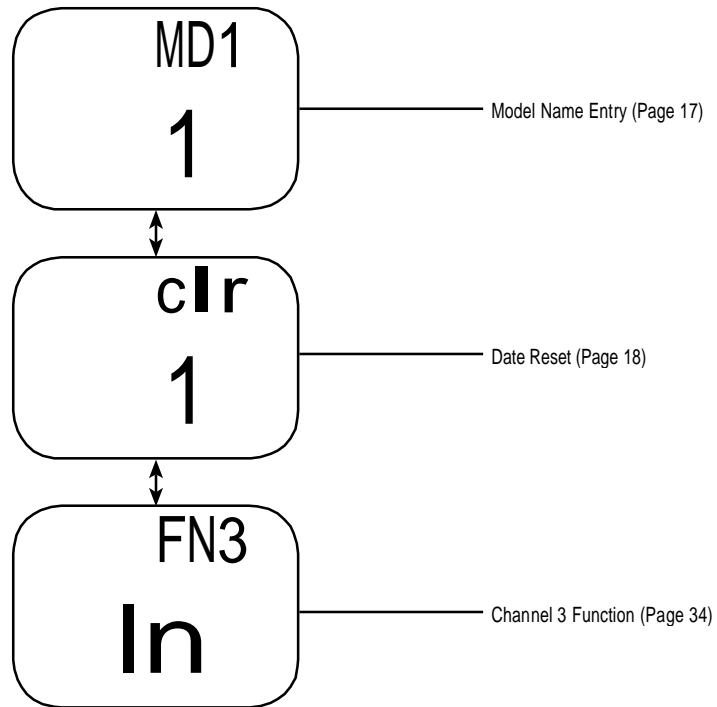 MD1
1
Model Name Entry (Page 17)
clr
1
Date Reset (Page 18)
FN3
In
Channel 3 Function (Page 34)